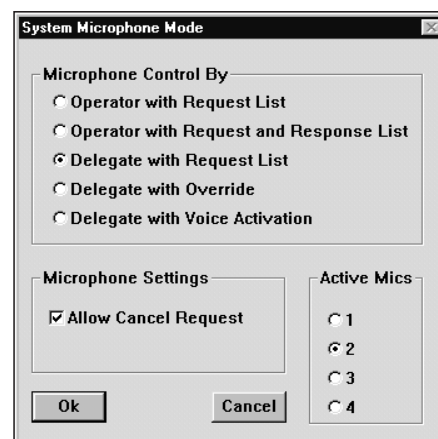 System Microphone Mode
Microphone Control By
Operator with Request List
Operator with Request and Response List
Delegate with Request List
Delegate with Override
Delegate with Voice Activation
Microphone Settings
Allow Cancel Request
Active Mics
1
2
3
4
Ok
Cancel